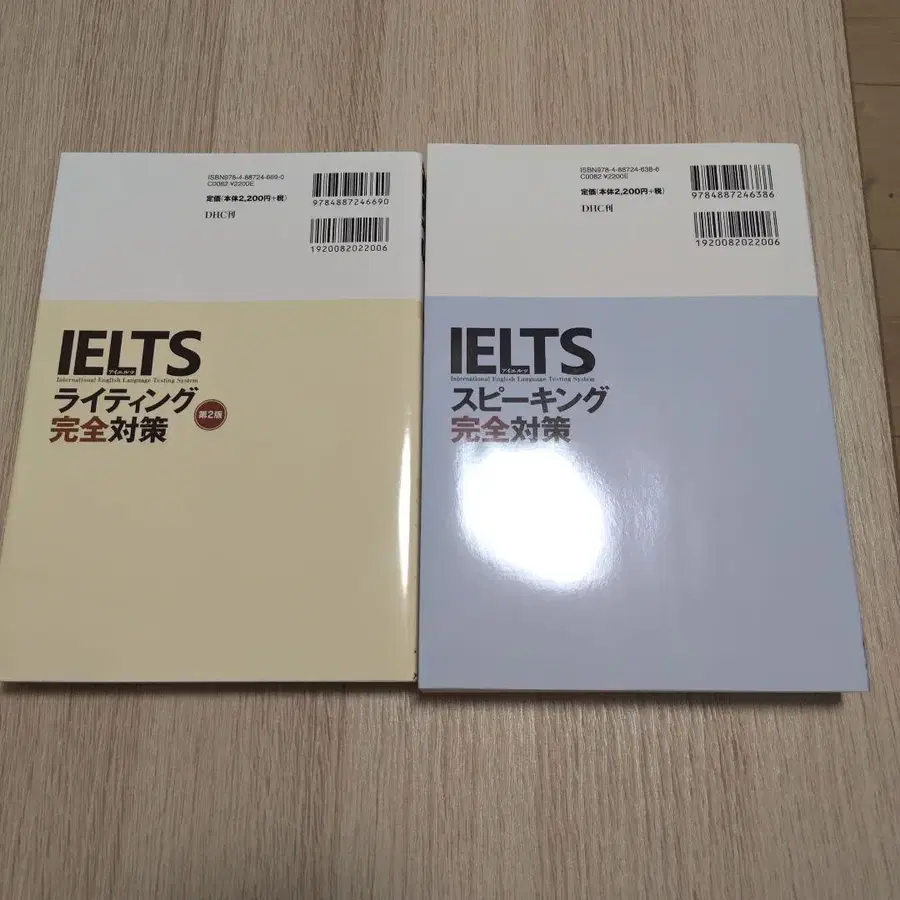 ISBN978-4-88724-669-0
C0082 ¥2200E
定価(本体2,200円+税)
DHC刊
9784887246690
1920082022006
IELTS
アイエルツ
International English Language Testing System
ライティング
完全対策
第2版
ISBN978-4-88724-638-6
C0082 ¥2200E
定価(本体2,200円+税)
DHC刊
9784887246386
1920082022006
IELTS
アイエルツ
International English Language Testing System
スピーキング
完全対策